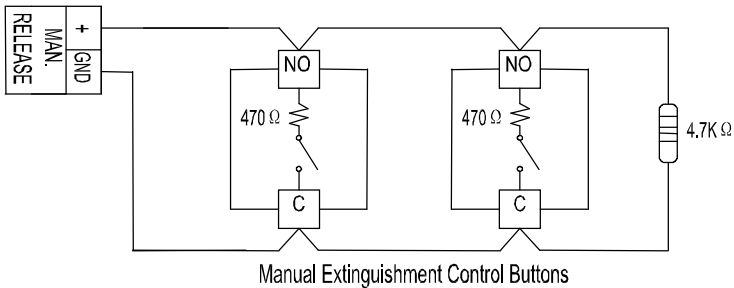 MAN.
RELEASE
+
GND
NO
470 Ω
C
NO
470 Ω
C
4.7K Ω
Manual Extinguishment Control Buttons